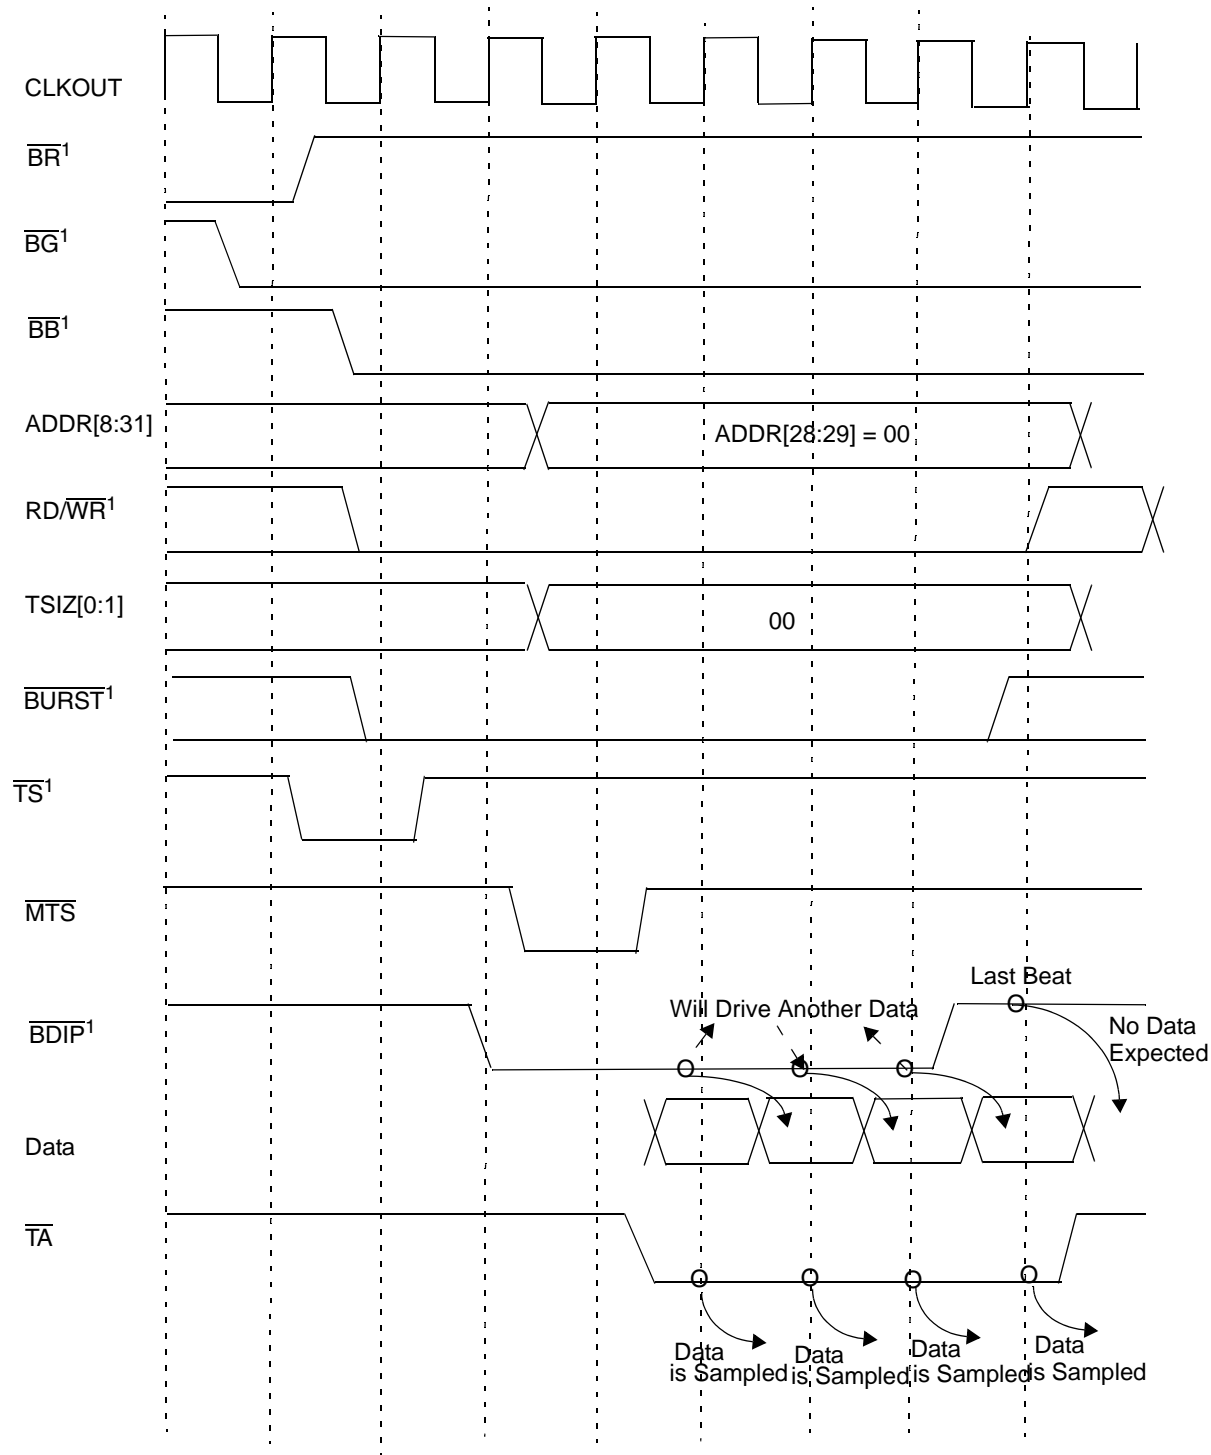 CLKOUT
BR¹
BG¹
BB¹
ADDR[8:31]
ADDR[28:29] = 00
RD/WR¹
TSIZ[0:1]
00
BURST¹
TS¹
MTS
Last Beat
Will Drive Another Data
BDIP¹
No Data
Expected
Data
TA
Data
is Sampled
Data
is Sampled
Data
is Sampled
Data
is Sampled